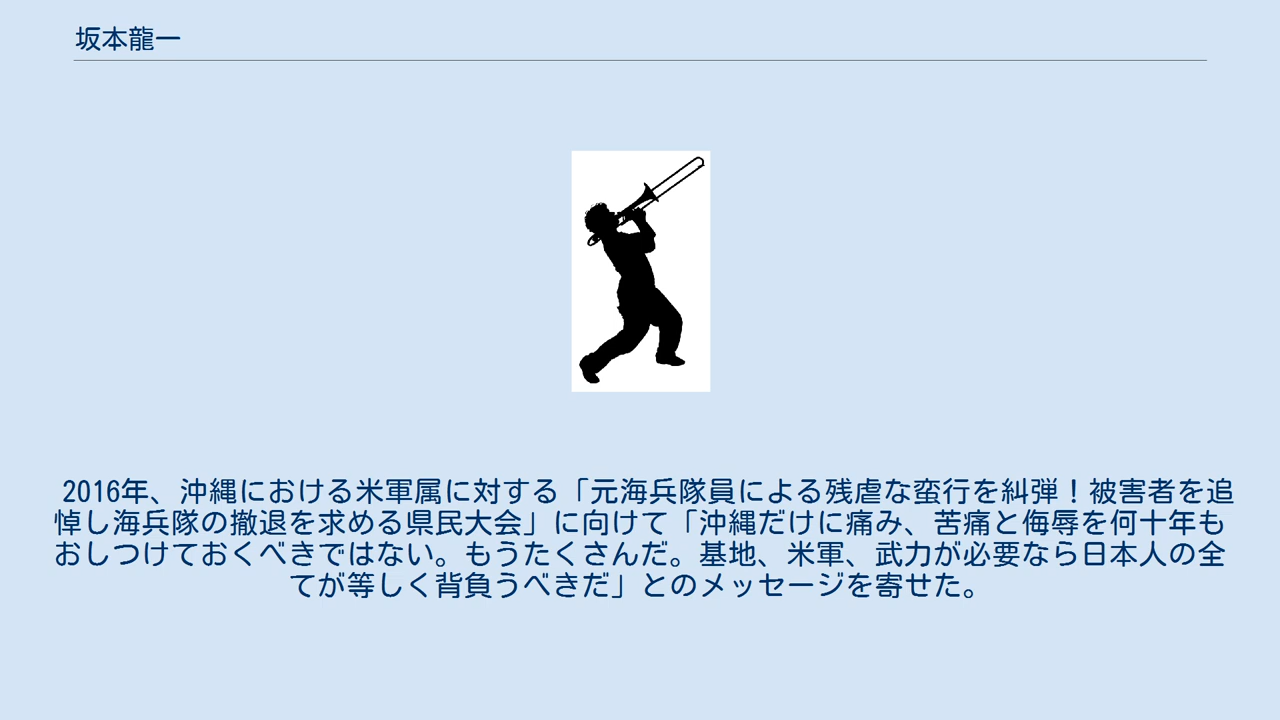 坂本龍一
2016年、沖縄における米軍属に対する「元海兵隊員による残虐な蛮行を糾弾！被害者を追
悼し海兵隊の撤退を求める県民大会」に向けて「沖縄だけに痛み、苦痛と侮辱を何十年も
おしつけておくべきではない。もうたくさんだ。基地、米軍、武力が必要なら日本人の全
てが等しく背負うべきだ」とのメッセージを寄せた。